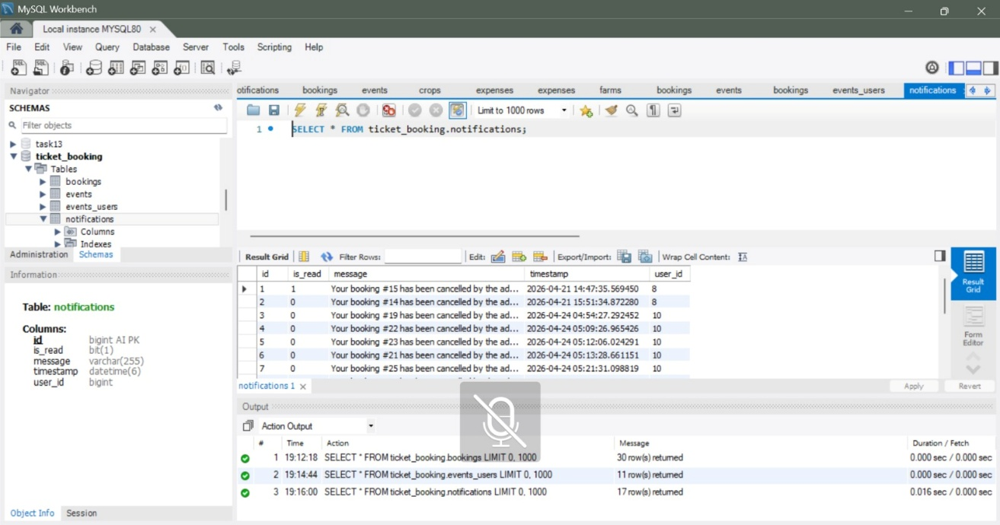 MySQL Workbench
Local instance MYSQL80
File Edit View Query Database Server Tools Scripting Help
Navigator
SCHEMAS
Filter objects
task13
ticket_booking
Tables
bookings
events
events_users
notifications
Columns
Indexes
Administration Schemas
Information
Table: notifications
Columns:
id bigint AI PK
is_read bit(1)
message varchar(255)
timestamp datetime(6)
user_id bigint
Object Info Session
otifications bookings events crops expenses expenses farms bookings events bookings events_users notifications
Limit to 1000 rows
1 SELECT * FROM ticket_booking.notifications;
Result Grid Filter Rows: Edit: Export/Import: Wrap Cell Content:
id is_read message timestamp user_id
1 1 Your booking #15 has been cancelled by the ad... 2026-04-21 14:47:35.569450 8
2 0 Your booking #14 has been cancelled by the ad... 2026-04-21 15:51:34.872280 8
3 0 Your booking #19 has been cancelled by the ad... 2026-04-24 04:54:27.292452 10
4 0 Your booking #22 has been cancelled by the ad... 2026-04-24 05:09:26.965426 10
5 0 Your booking #23 has been cancelled by the ad... 2026-04-24 05:12:06.024291 10
6 0 Your booking #21 has been cancelled by the ad... 2026-04-24 05:13:28.661151 10
7 0 Your booking #25 has been cancelled by the ad... 2026-04-24 05:21:31.098819 10
Result
Grid
Form
Editor
notifications 1
Apply Revert
Output
Action Output
# Time Action Message Duration / Fetch
1 19:12:18 SELECT * FROM ticket_booking.bookings LIMIT 0, 1000 30 row(s) returned 0.000 sec / 0.000 sec
2 19:14:44 SELECT * FROM ticket_booking.events_users LIMIT 0, 1000 11 row(s) returned 0.000 sec / 0.000 sec
3 19:16:00 SELECT * FROM ticket_booking.notifications LIMIT 0, 1000 17 row(s) returned 0.016 sec / 0.000 sec